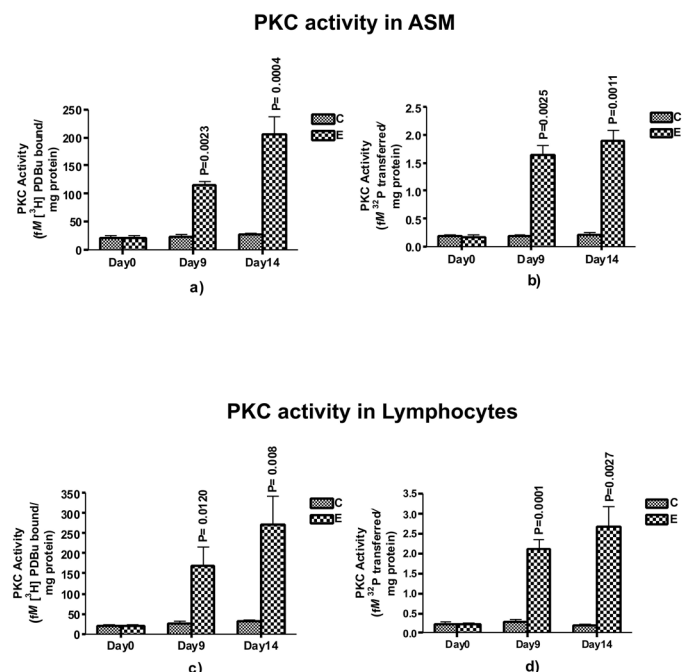 PKC activity in ASM
PKC Activity
(fM [3H] PDBu bound/
mg protein)
250
200
150
100
50
0
P=0.0023
P= 0.0004
C
E
Day0 Day9 Day14
a)
PKC Activity
(fM 32P transferred/
mg protein)
2.5
2.0
1.5
1.0
0.5
0.0
P=0.0025
P=0.0011
C
E
Day0 Day9 Day14
b)
PKC activity in Lymphocytes
PKC Activity
(fM [3H] PDBu bound/
mg protein)
350
300
250
200
150
100
50
0
P= 0.0120
P= 0.008
C
E
Day0 Day9 Day14
c)
PKC Activity
(fM 32P transferred/
mg protein)
3.5
3.0
2.5
2.0
1.5
1.0
0.5
0.0
P=0.0001
P=0.0027
C
E
Day0 Day9 Day14
d)